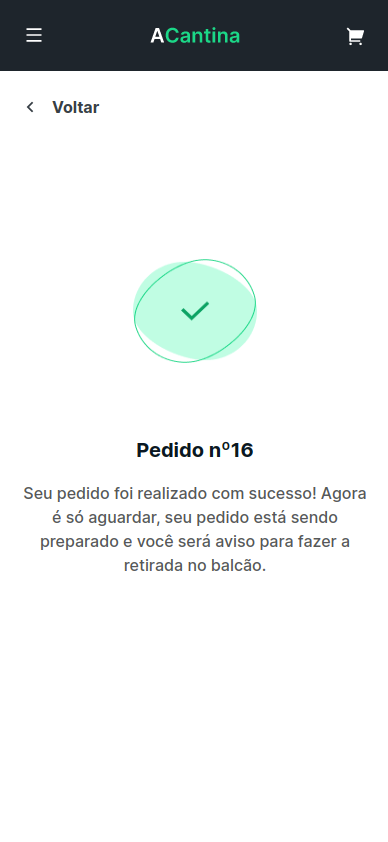 ACantina
Voltar
Pedido nº16
Seu pedido foi realizado com sucesso! Agora
é só aguardar, seu pedido está sendo
preparado e você será aviso para fazer a
retirada no balcão.